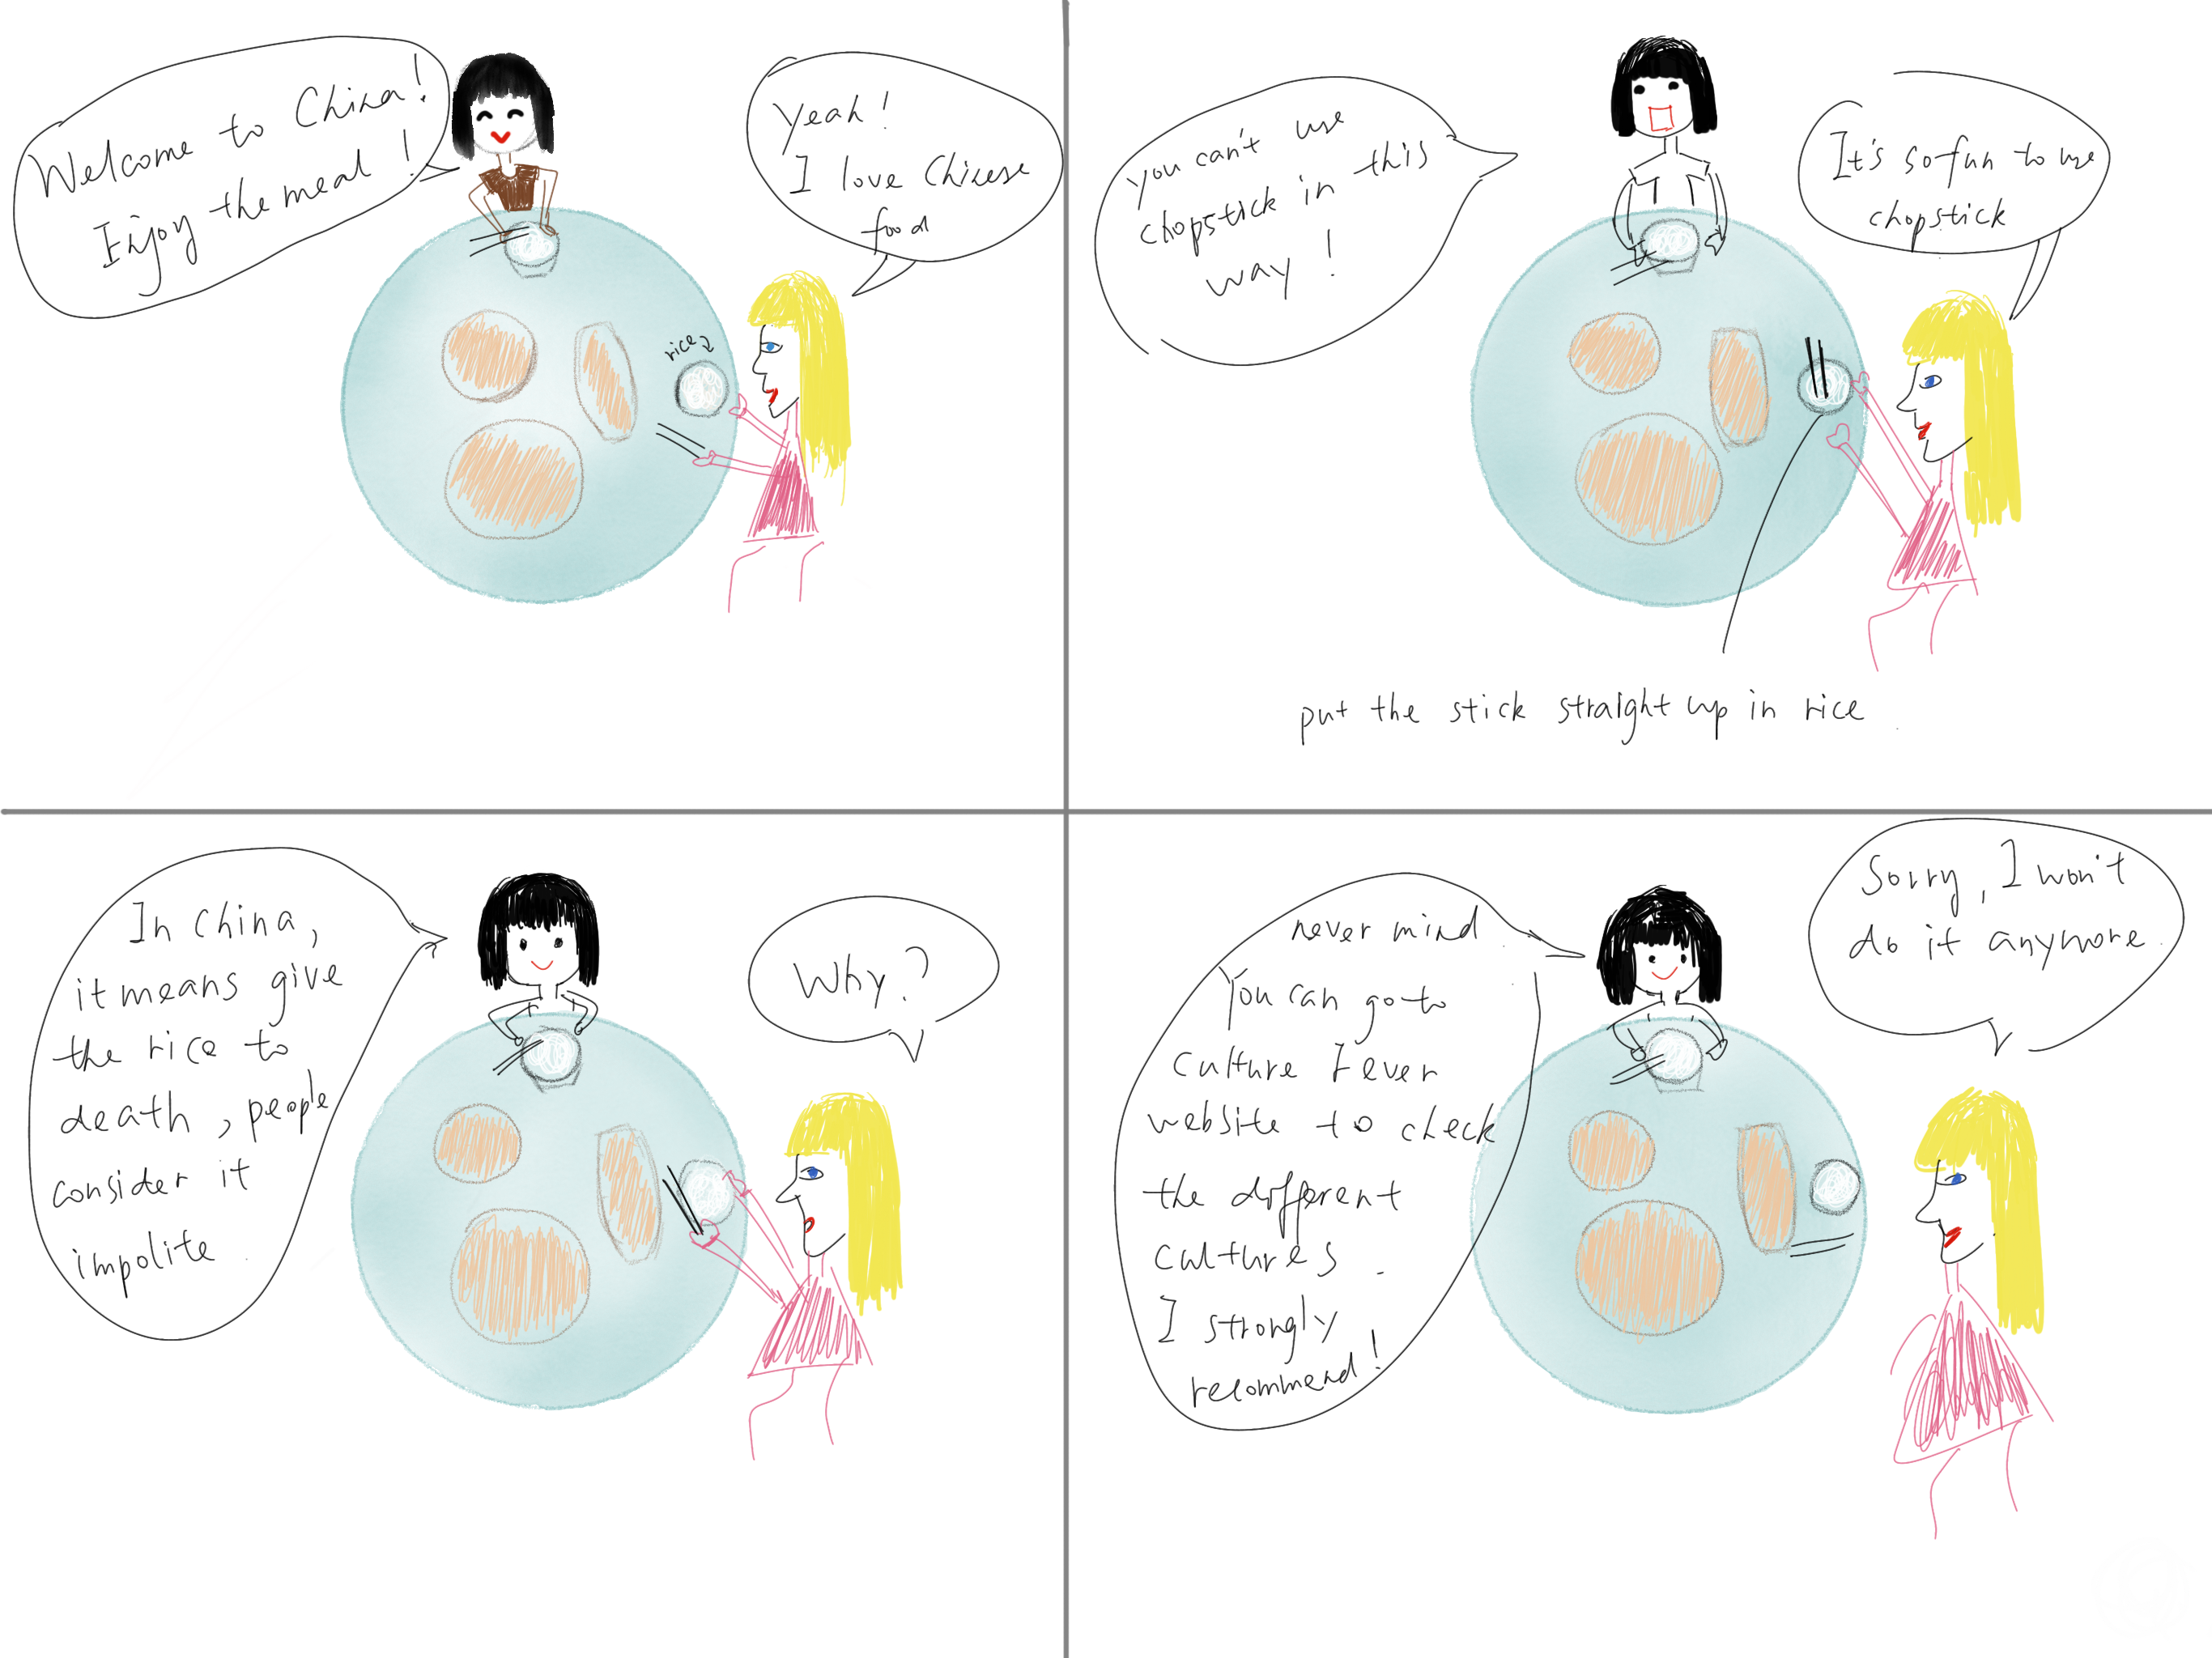 Welcome to China!
Enjoy the meal!
Yeah!
I love Chinese
food
rice
you can't use
chopstick in this
way!
It's so fun to use
chopstick
put the stick straight up in rice
In China,
it means give
the rice to
death, people
consider it
impolite
Why?
never mind
You can go to
culture Fever
website to check
the different
cultures.
I strongly
recommend!
Sorry, I won't
do it anymore.